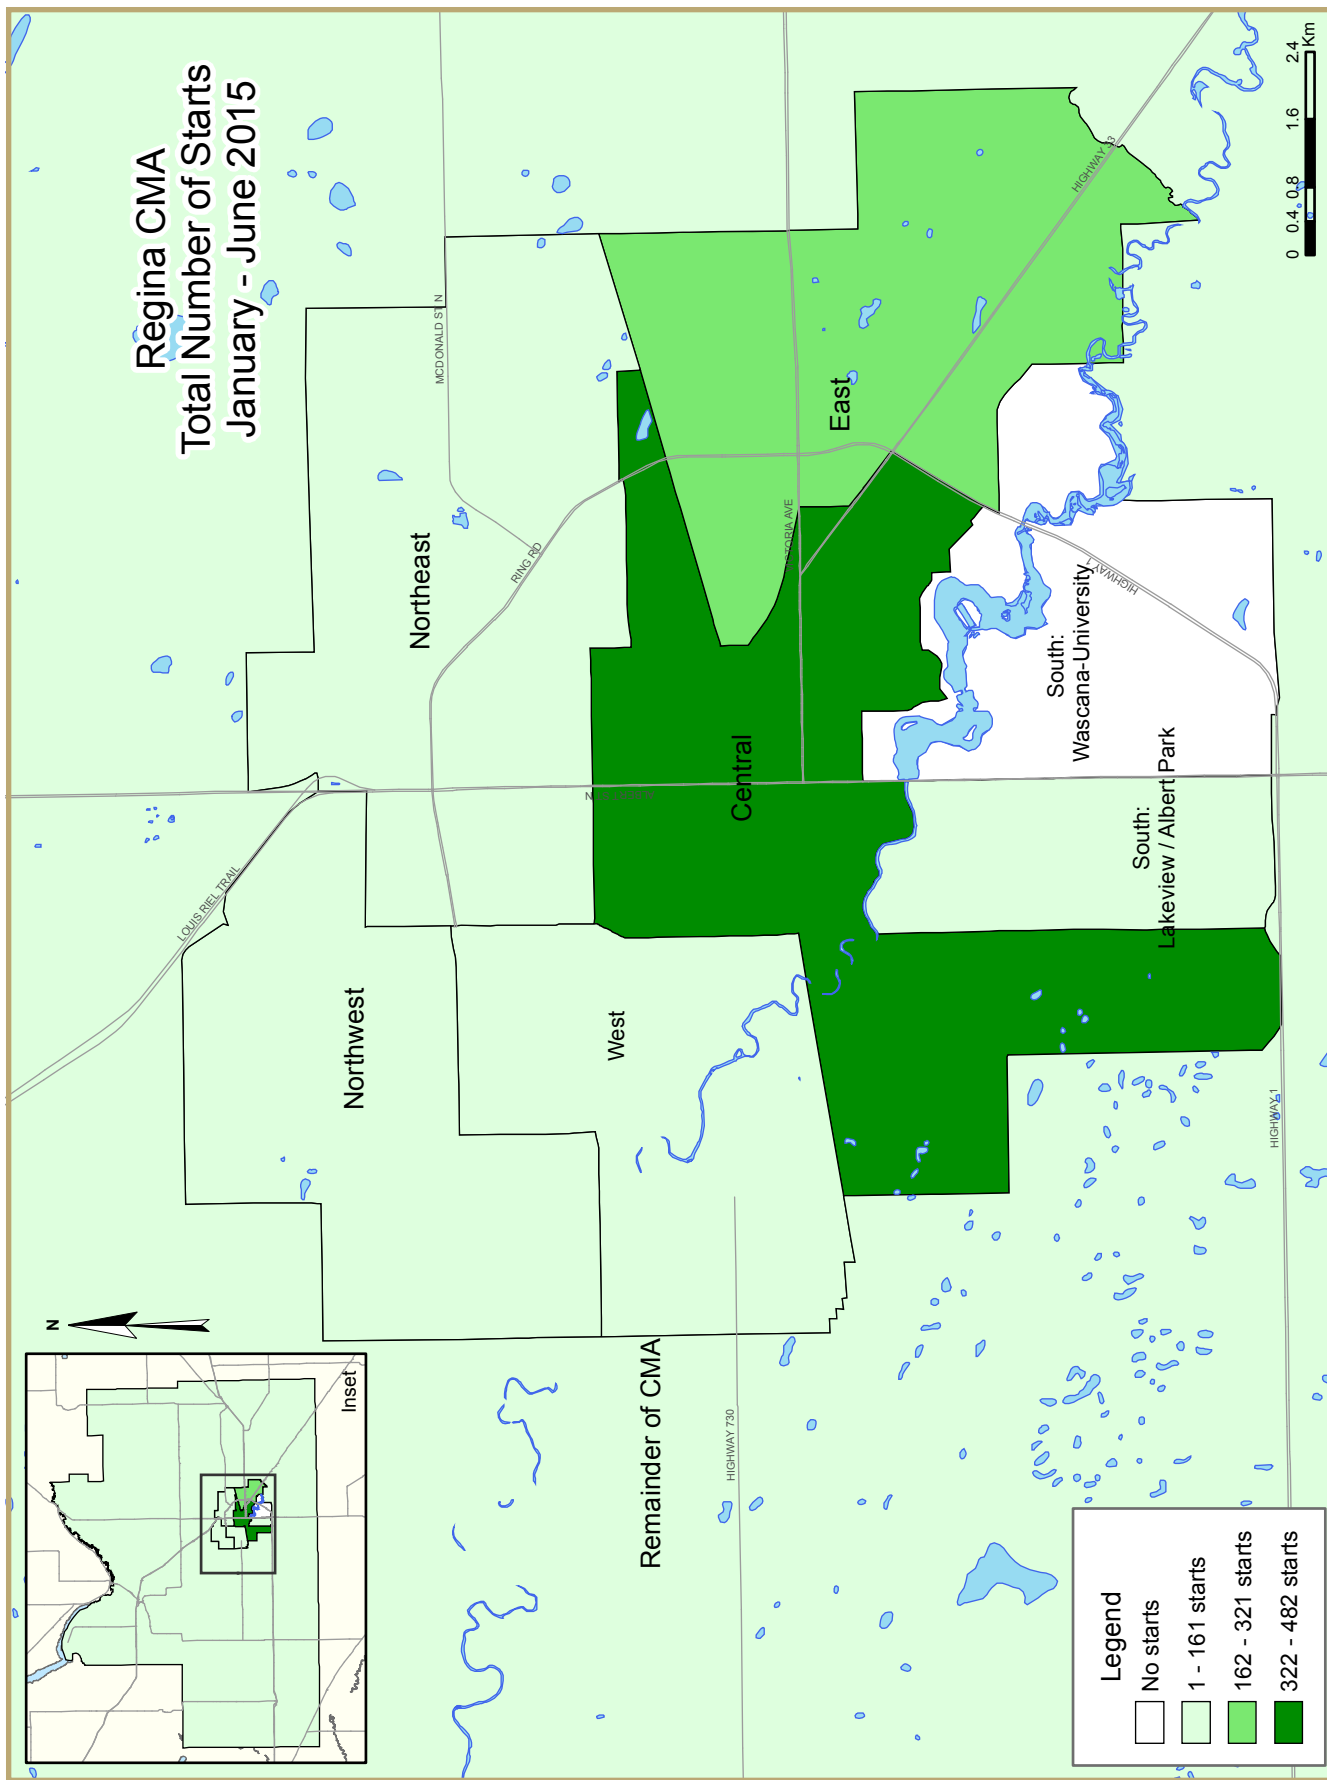 Regina CMA
Total Number of Starts
January - June 2015
N
Inset
LOUIS RIEL TRAIL
MCDONALD ST N
RING RD
Northwest
Northeast
West
Central
East
VICTORIA AVE
HIGHWAY 33
Remainder of CMA
HIGHWAY 730
South:
Wascana-University
HIGHWAY 1
South:
Lakeview / Albert Park
HIGHWAY 1
Legend
No starts
1 - 161 starts
162 - 321 starts
322 - 482 starts
0 0.4 0.8 1.6 2.4
Km